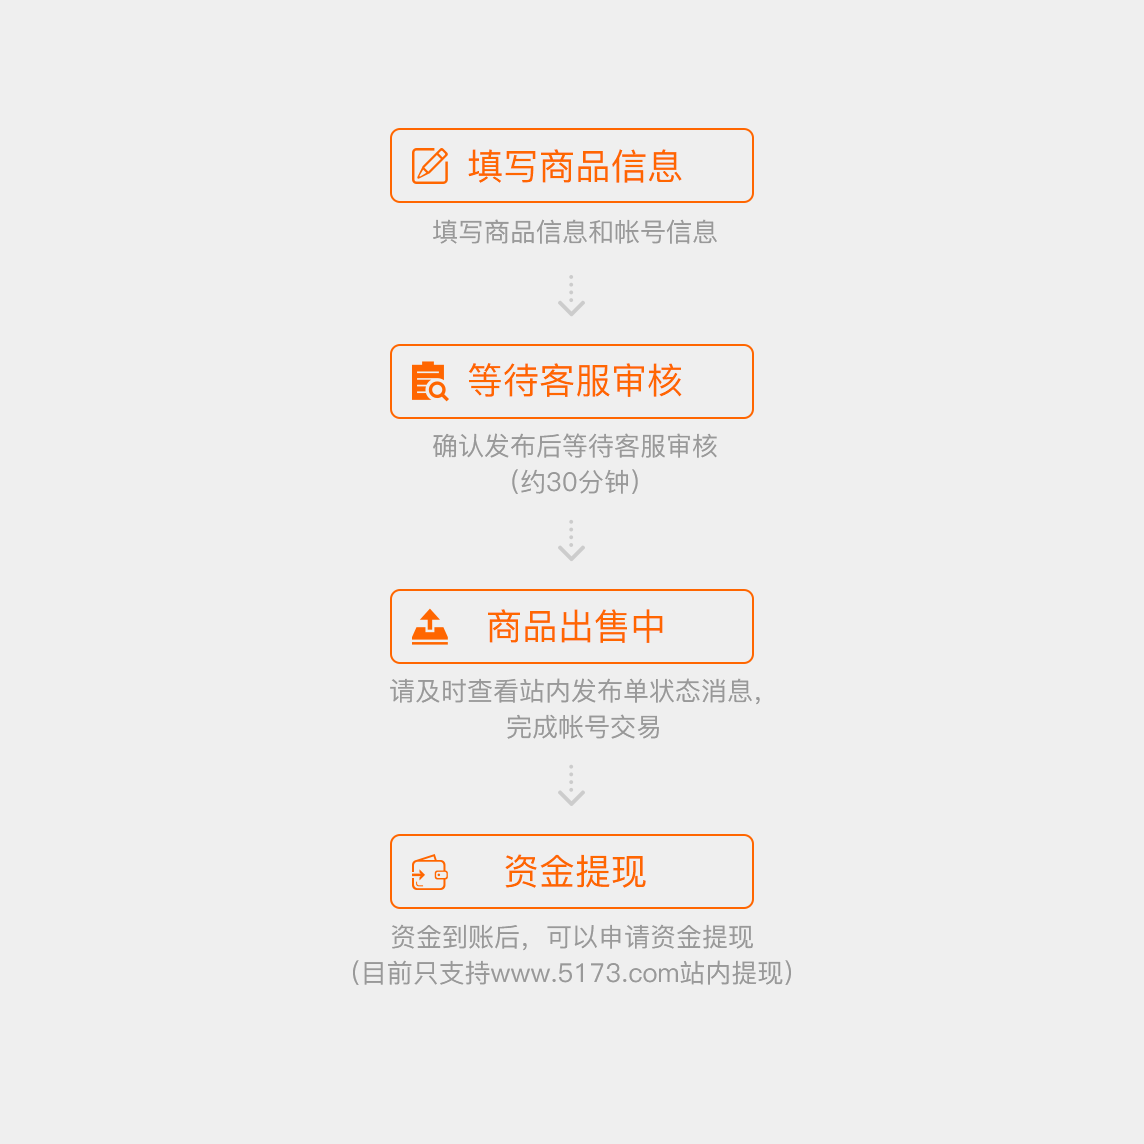 填写商品信息
填写商品信息和帐号信息
等待客服审核
确认发布后等待客服审核
（约30分钟）
商品出售中
请及时查看站内发布单状态消息，
完成帐号交易
资金提现
资金到账后，可以申请资金提现
（目前只支持www.5173.com站内提现）